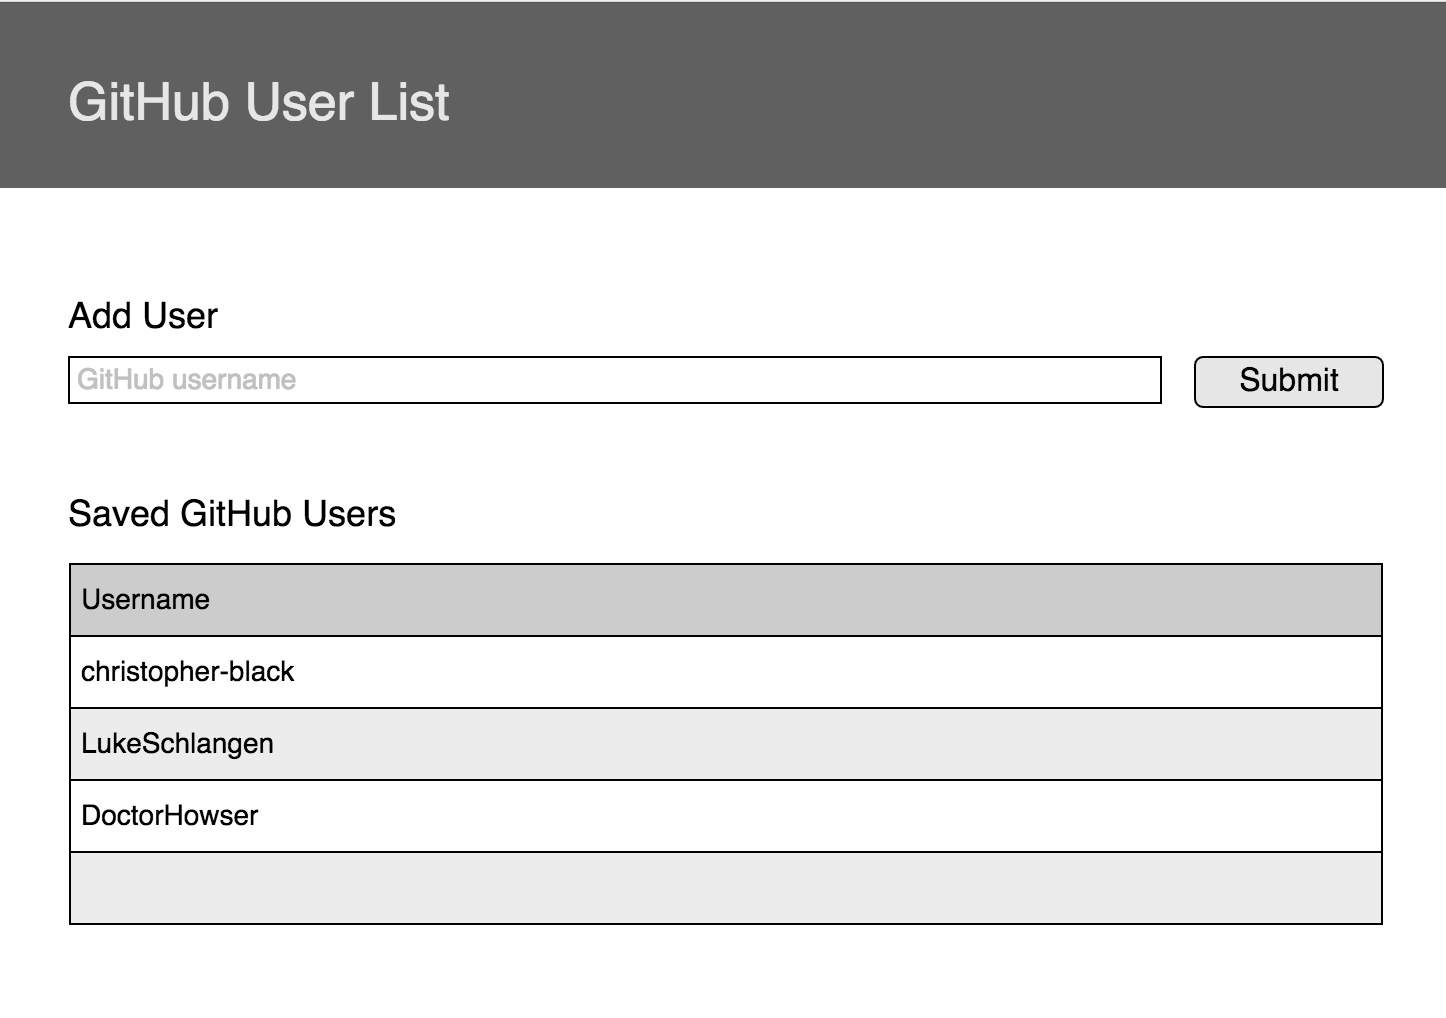 GitHub User List
Add User
GitHub username
Submit
Saved GitHub Users
Username
christopher-black
LukeSchlangen
DoctorHowser